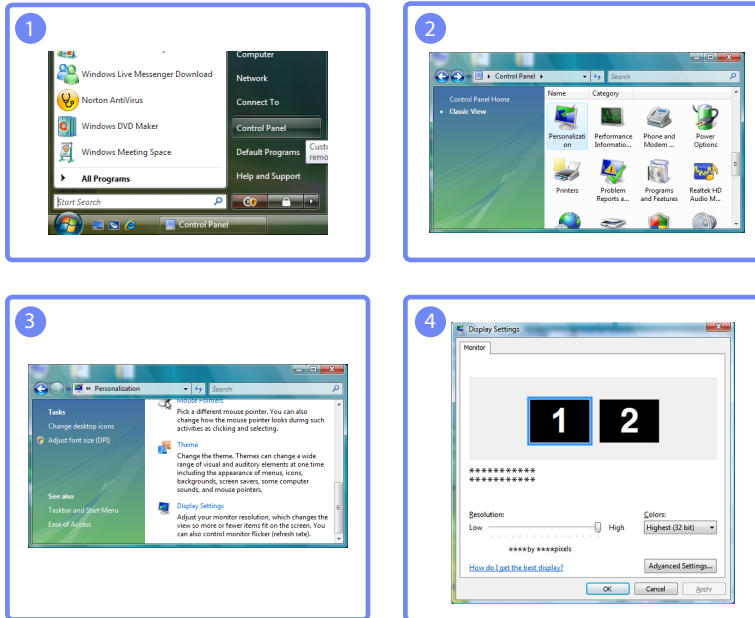 1
Computer
Windows Live Messenger Download
Network
Norton AntiVirus
Connect To
Windows DVD Maker
Control Panel
Windows Meeting Space
Default Programs
Custo
remo
All Programs
Help and Support
Start Search
Control Panel
2
Control Panel
Search
Control Panel Home
Classic View
Name Category
Personalizati
on
Performance
Informatio...
Phone and
Modem ...
Power
Options
Printers
Problem
Reports a...
Programs
and Features
Realtek HD
Audio M...
3
« Personalization
Search
Tasks
Change desktop icons
Adjust font size (DPI)
See also
Taskbar and Start Menu
Ease of Access
Mouse Pointers
Pick a different mouse pointer. You can also
change how the mouse pointer looks during such
activities as clicking and selecting.
Theme
Change the theme. Themes can change a wide
range of visual and auditory elements at one time
including the appearance of menus, icons,
backgrounds, screen savers, some computer
sounds, and mouse pointers.
Display Settings
Adjust your monitor resolution, which changes the
view so more or fewer items fit on the screen. You
can also control monitor flicker (refresh rate).
4
Display Settings
Monitor
1 2
***********
***********
Resolution:
Low High
****by ****pixels
Colors:
Highest (32 bit)
How do I get the best display?
Advanced Settings...
OK Cancel Apply